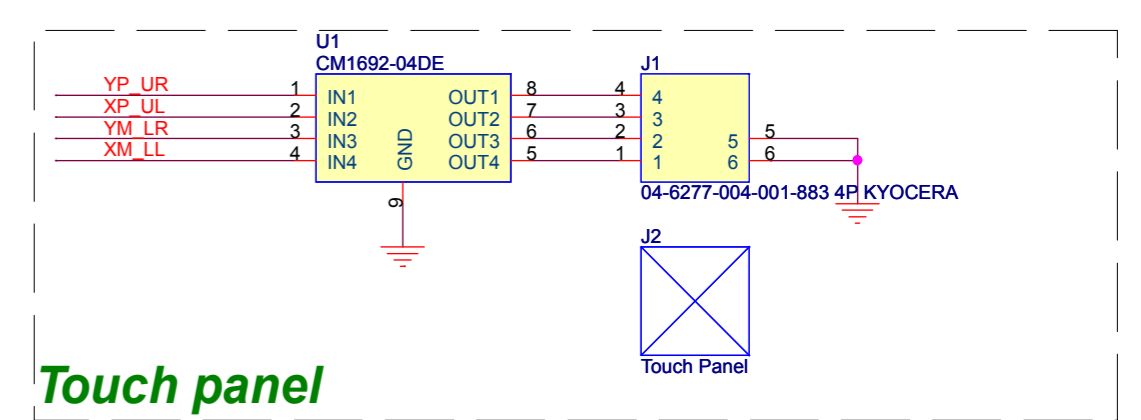 U1
CM1692-04DE
J1
YP_UR 1 IN1 OUT1 8 4 4
XP_UL 2 IN2 OUT2 7 3 3
YM_LR 3 IN3 OUT3 6 2 2 5 5
XM_LL 4 IN4 OUT4 5 1 1 6 6
GND
9
04-6277-004-001-883 4P KYOCERA
J2
Touch Panel
Touch panel